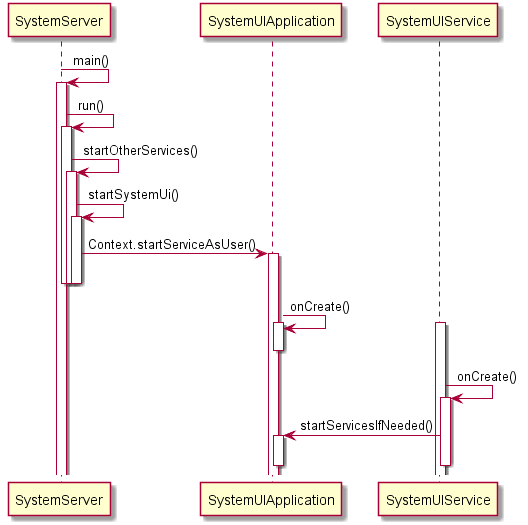 SystemServer
SystemUIApplication
SystemUIService
main()
run()
startOtherServices()
startSystemUi()
Context.startServiceAsUser()
onCreate()
onCreate()
startServicesIfNeeded()
SystemServer
SystemUIApplication
SystemUIService